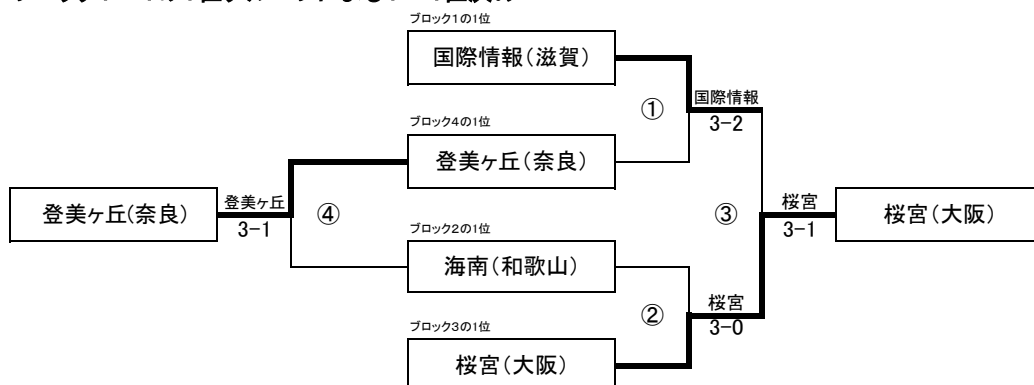 ブロック1の1位
国際情報（滋賀）
①
国際情報
3-2
ブロック4の1位
登美ヶ丘（奈良）
登美ヶ丘(奈良）
登美ヶ丘
3-1
④
③
桜宮
3-1
桜宮（大阪）
ブロック2の1位
海南（和歌山）
②
桜宮
3-0
ブロック3の1位
桜宮（大阪）